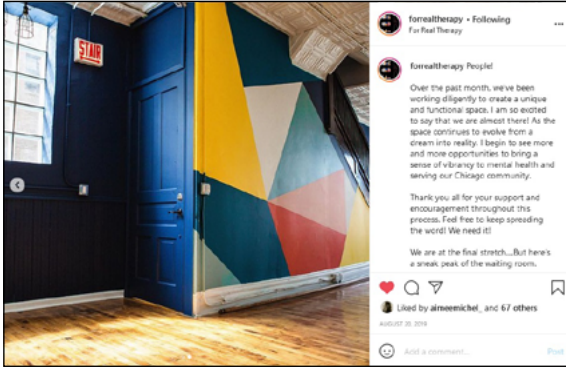 STAIR
forrealtherapy • Following
For Real Therapy
forrealtherapy People!
Over the past month, we've been
working diligently to create a unique
and functional space. I am so excited
to say that we are almost there! As the
space continues to evolve from a
dream into reality. I begin to see more
and more opportunities to bring a
sense of vibrancy to mental health and
serving our Chicago community.
Thank you all for your support and
encouragement throughout this
process. Feel free to keep spreading
the word! We need it!
We are at the final stretch....But here's
a sneak peak of the waiting room.
Liked by aimeemichel_ and 67 others
AUGUST 20, 2019
Add a comment...
Post